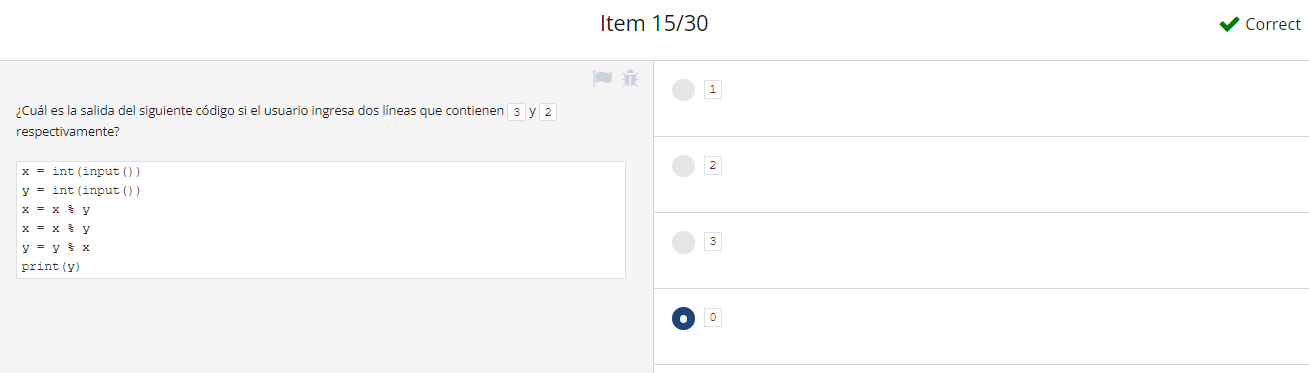 Item 15/30
Correct
¿Cuál es la salida del siguiente código si el usuario ingresa dos líneas que contienen 3 y 2
respectivamente?
x = int(input())
y = int(input())
x = x % y
x = x % y
y = y % x
print(y)
1
2
3
0